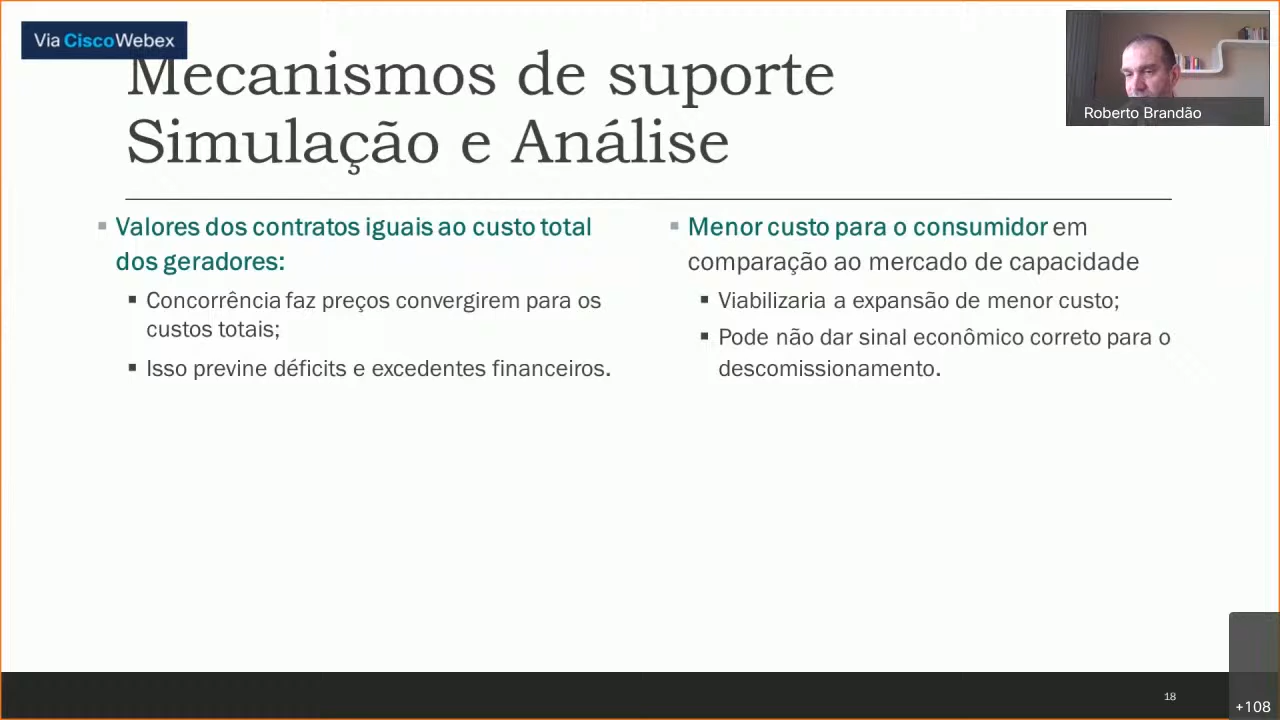 Via CiscoWebex
Mecanismos de suporte
Simulação e Análise
Roberto Brandão
▪ Valores dos contratos iguais ao custo total
dos geradores:
▪ Concorrência faz preços convergirem para os
custos totais;
▪ Isso previne déficits e excedentes financeiros.
▪ Menor custo para o consumidor em
comparação ao mercado de capacidade
▪ Viabilizaria a expansão de menor custo;
▪ Pode não dar sinal econômico correto para o
descomissionamento.
18
+108